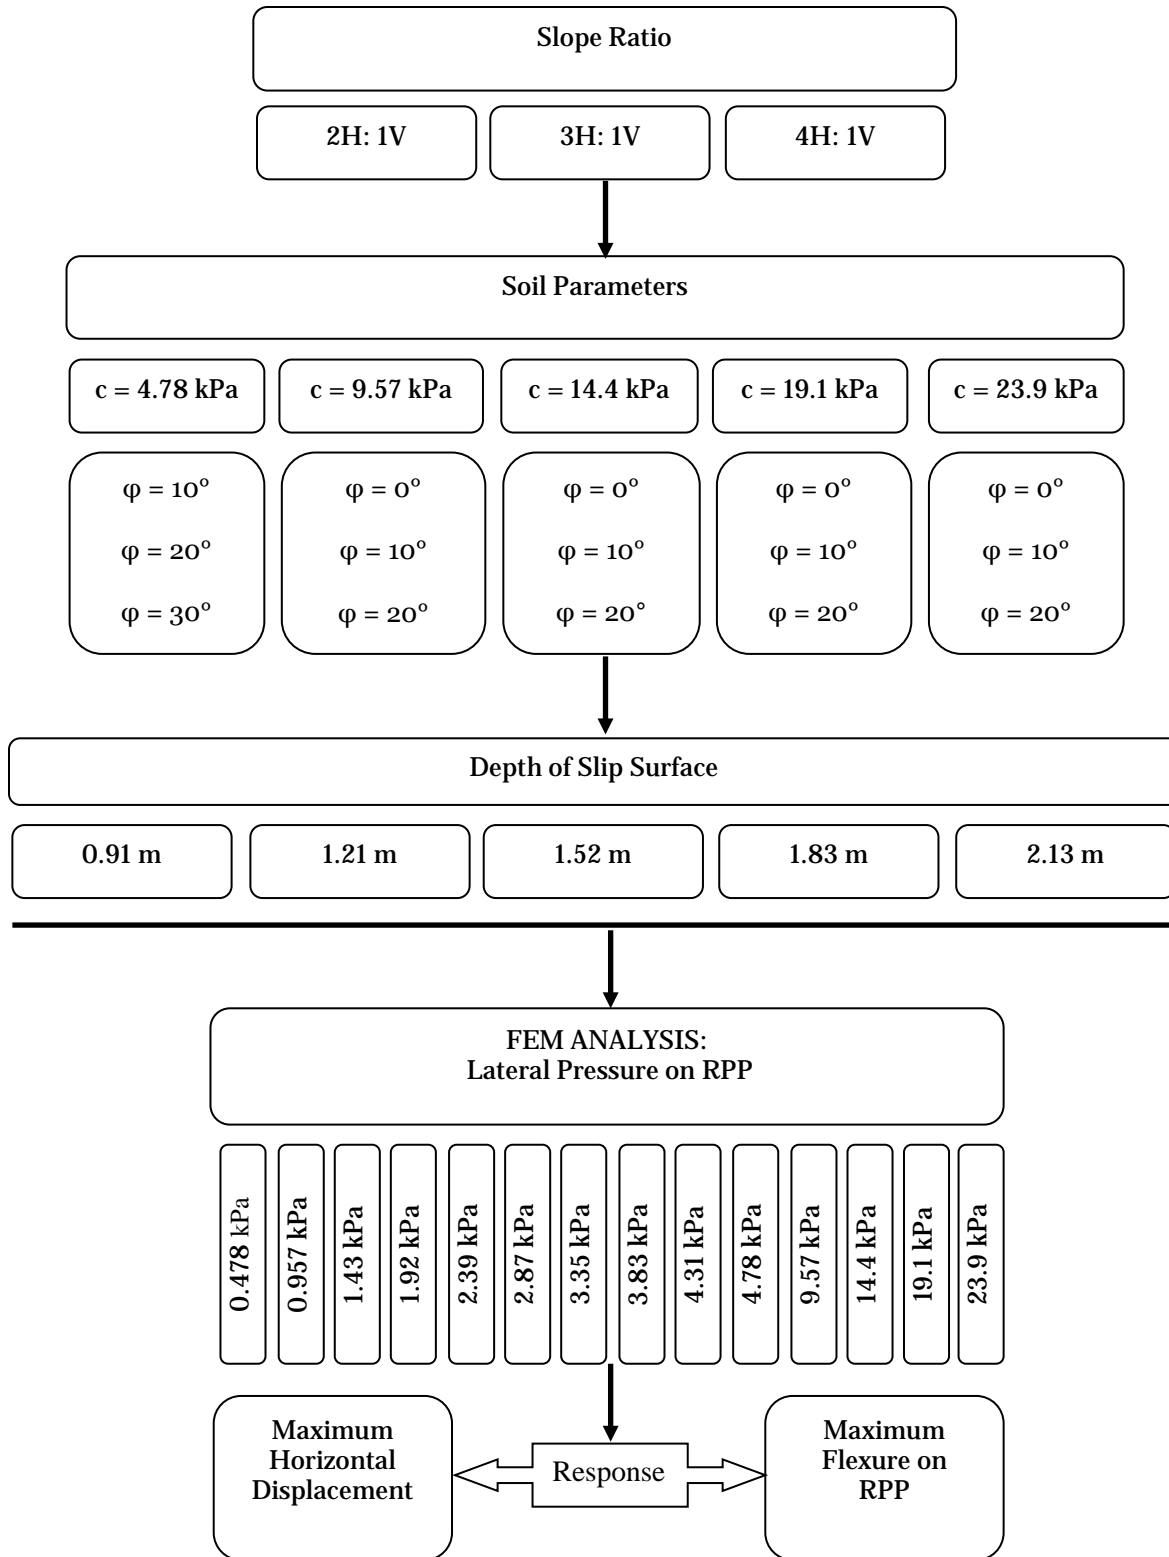 Slope Ratio
2H: 1V
3H: 1V
4H: 1V
Soil Parameters
c = 4.78 kPa
c = 9.57 kPa
c = 14.4 kPa
c = 19.1 kPa
c = 23.9 kPa
φ = 10°
φ = 20°
φ = 30°
φ = 0°
φ = 10°
φ = 20°
φ = 0°
φ = 10°
φ = 20°
φ = 0°
φ = 10°
φ = 20°
φ = 0°
φ = 10°
φ = 20°
Depth of Slip Surface
0.91 m
1.21 m
1.52 m
1.83 m
2.13 m
FEM ANALYSIS:
Lateral Pressure on RPP
0.478 kPa
0.957 kPa
1.43 kPa
1.92 kPa
2.39 kPa
2.87 kPa
3.35 kPa
3.83 kPa
4.31 kPa
4.78 kPa
9.57 kPa
14.4 kPa
19.1 kPa
23.9 kPa
Maximum
Horizontal
Displacement
Response
Maximum
Flexure on
RPP